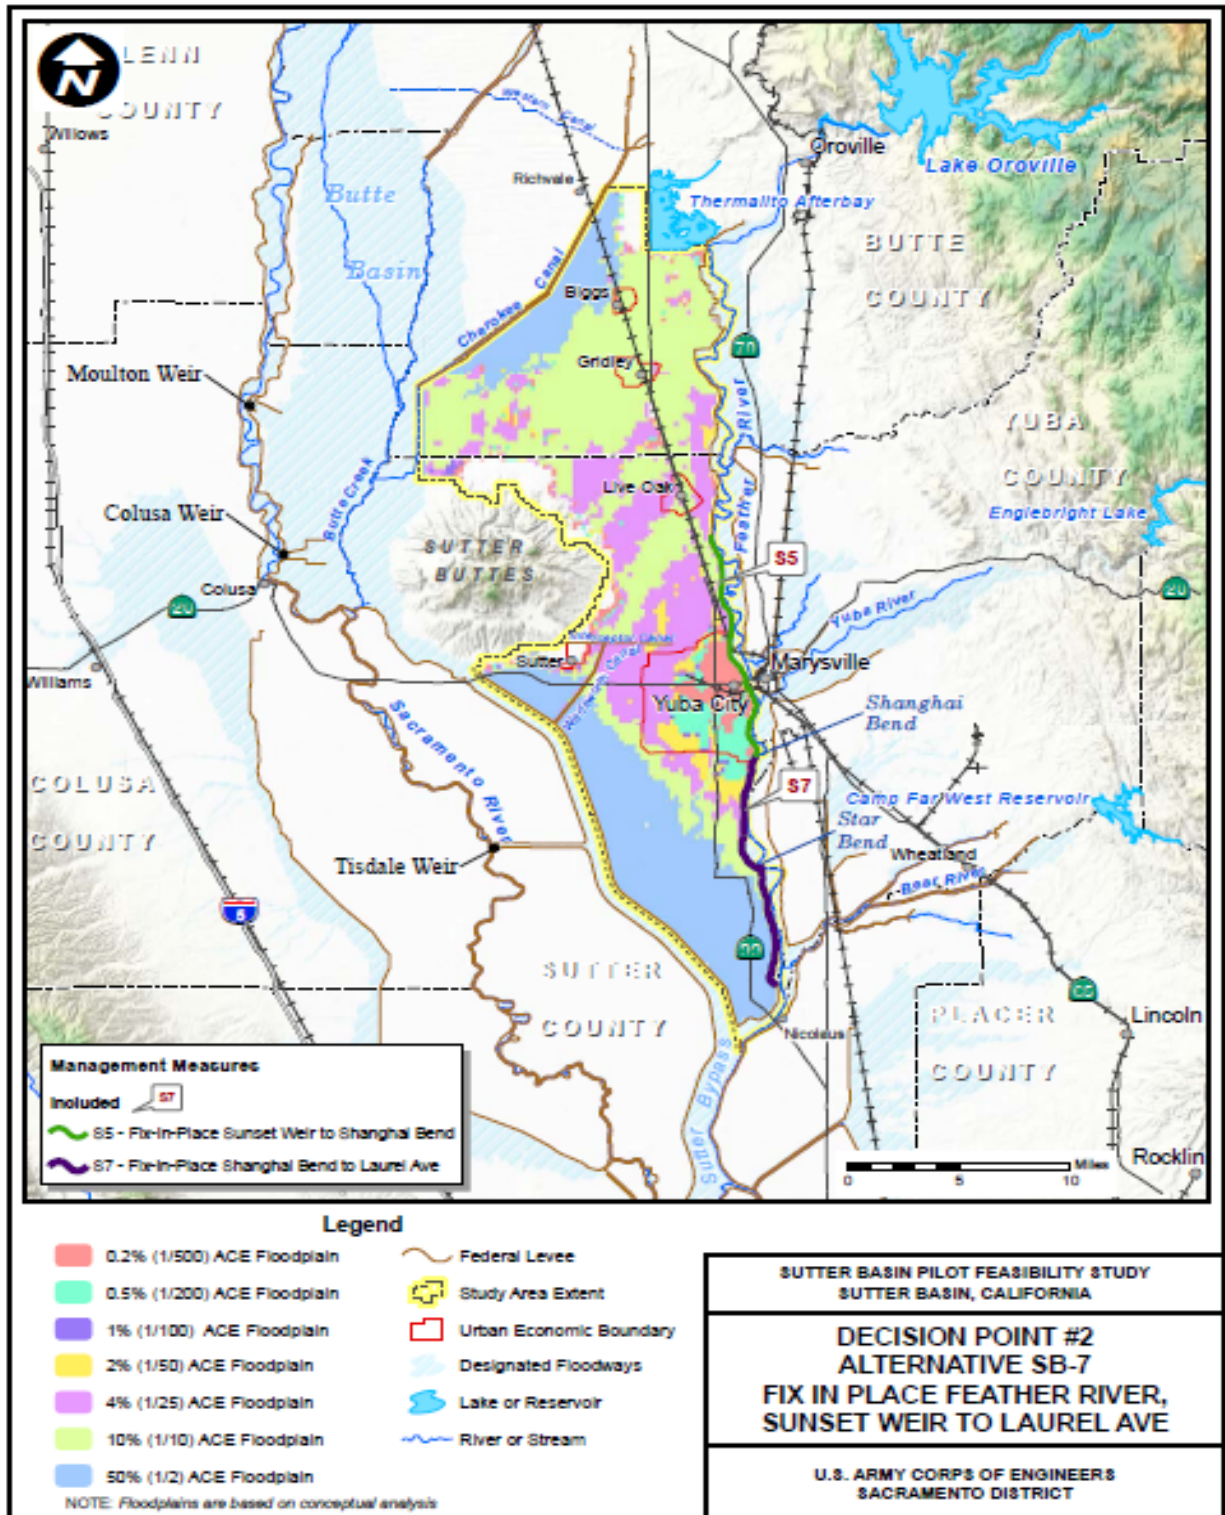 N
LENN
COUNTY
Willows
Western Canal
Oroville
Lake Oroville
Richvale
Thermalito Afterbay
Butte
Basin
BUTTE
COUNTY
Cherokee Canal
Biggs
70
Moulton Weir
Gridley
Feather River
YUBA
COUNTY
Live Oak
Englebright Lake
Butte Creek
Colusa Weir
SUTTER
BUTTES
S5
Colusa
20
20
Yuba River
Sutter
Wadsworth Canal
Marysville
Williams
Yuba City
Shanghai
Bend
Sacramento River
COLUSA
COUNTY
S7
Camp Far West Reservoir
Star
Bend
Tisdale Weir
Wheatland
Bear River
5
99
SUTTER
COUNTY
65
PLACER
COUNTY
Lincoln
Nicolaus
Sutter Bypass
Rocklin
Management Measures
Included S7
S5 - Fix-In-Place Sunset Weir to Shanghai Bend
S7 - Fix-In-Place Shanghai Bend to Laurel Ave
Miles
0 5 10
Legend
0.2% (1/500) ACE Floodplain
0.5% (1/200) ACE Floodplain
1% (1/100) ACE Floodplain
2% (1/50) ACE Floodplain
4% (1/25) ACE Floodplain
10% (1/10) ACE Floodplain
50% (1/2) ACE Floodplain
Federal Levee
Study Area Extent
Urban Economic Boundary
Designated Floodways
Lake or Reservoir
River or Stream
NOTE: Floodplains are based on conceptual analysis
SUTTER BASIN PILOT FEASIBILITY STUDY
SUTTER BASIN, CALIFORNIA
DECISION POINT #2
ALTERNATIVE SB-7
FIX IN PLACE FEATHER RIVER,
SUNSET WEIR TO LAUREL AVE
U.S. ARMY CORPS OF ENGINEERS
SACRAMENTO DISTRICT